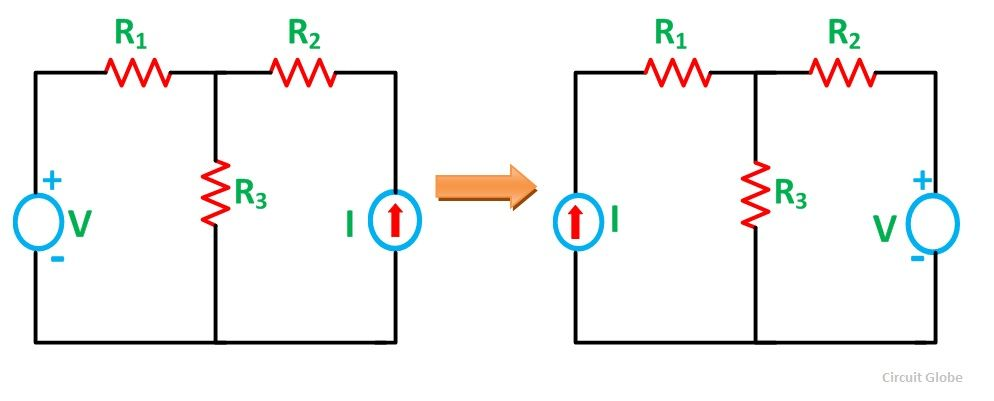 R1 R2 R1 R2
+ +
V R3 I I R3 V
- -
Circuit Globe